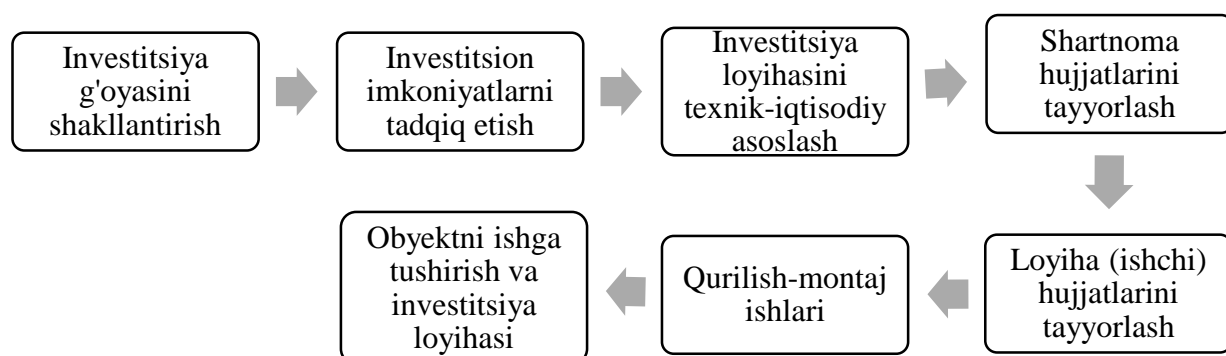 Investitsiya
g'oyasini
shakllantirish
Investitsion
imkoniyatlarni
tadqiq etish
Investitsiya
loyihasini
texnik-iqtisodiy
asoslash
Shartnoma
hujjatlarini
tayyorlash
Loyiha (ishchi)
hujjatlarini
tayyorlash
Qurilish-montaj
ishlari
Obyektni ishga
tushirish va
investitsiya
loyihasi